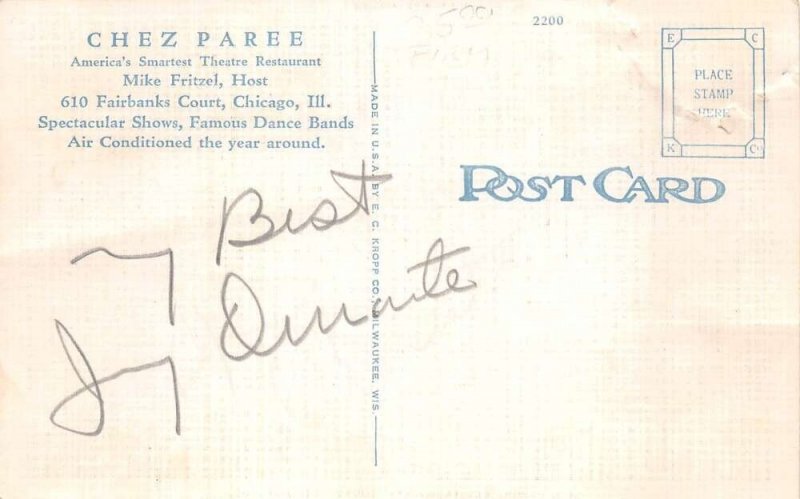 CHEZ PAREE
America's Smartest Theatre Restaurant
Mike Fritzel, Host
610 Fairbanks Court, Chicago, Ill.
Spectacular Shows, Famous Dance Bands
Air Conditioned the year around.
MADE IN U.S.A. BY E. C. KROPP CO., MILWAUKEE, WIS.
2200
E C
PLACE
STAMP
HERE
K Co
POST CARD
My Best
Jimmy Durante